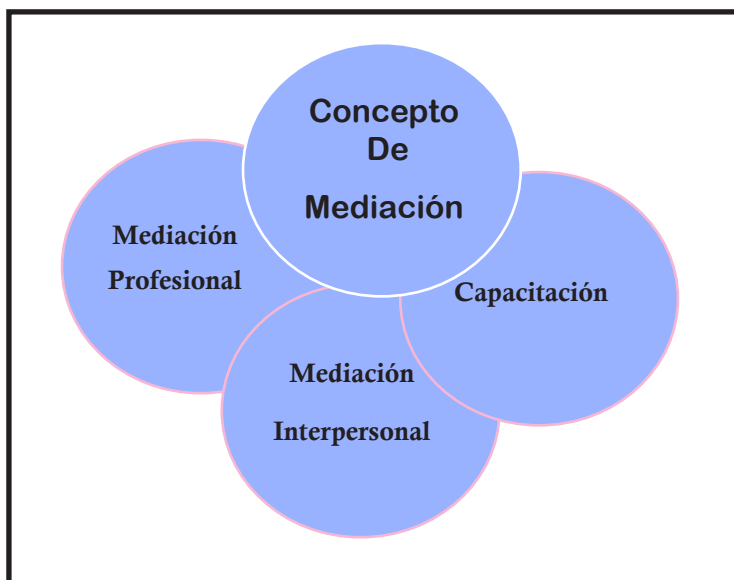 Concepto
De
Mediación
Mediación
Profesional
Capacitación
Mediación
Interpersonal